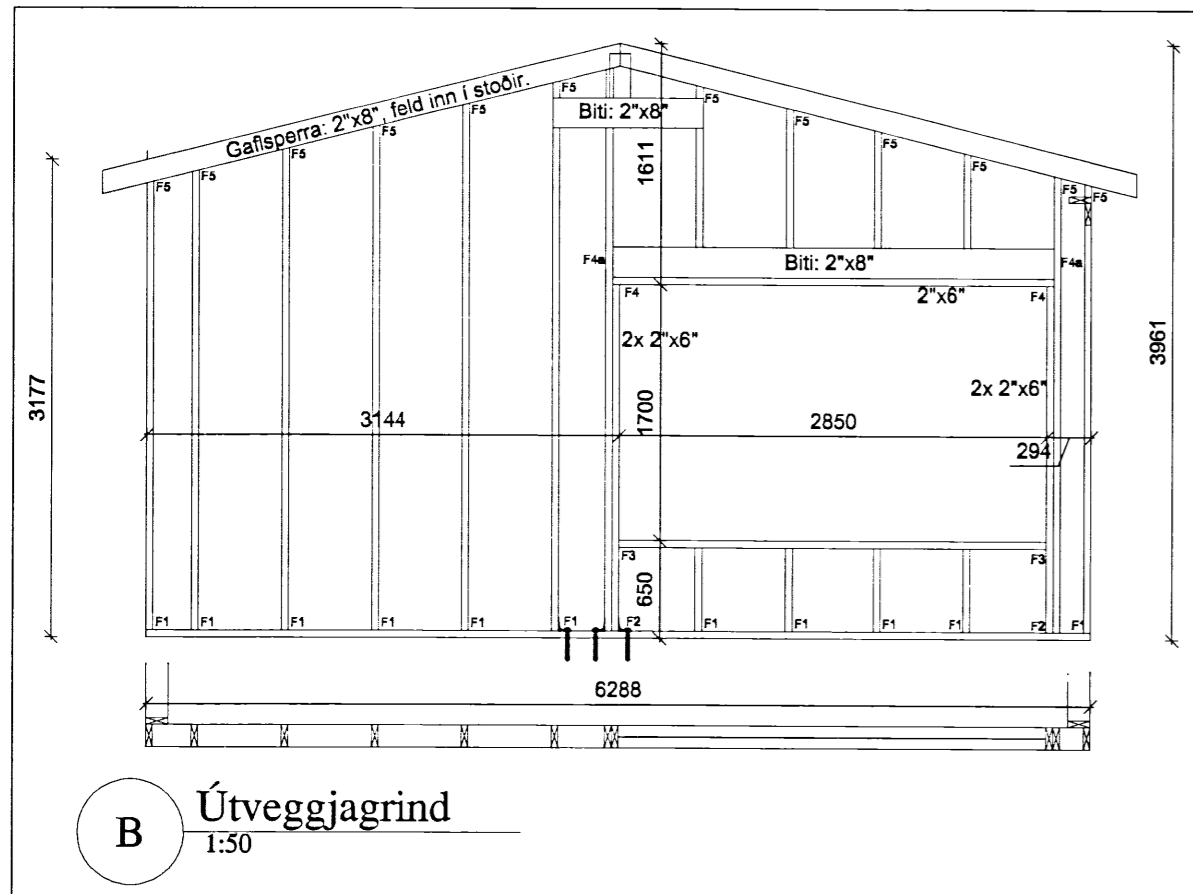 Gaflsperra: 2"x8", feld inn í stoðir.
Biti: 2"x8"
F5
F5
F5
F5
F5
F5
F5
F5
F5
F5
F5
F5
1611
F4a
Biti: 2"x8"
F4a
F4
2"x6"
F4
2x 2"x6"
2x 2"x6"
3177
3961
3144
1700
2850
294
F3
F3
650
F1
F1
F1
F1
F1
F1
F2
F1
F1
F1
F1
F2
F1
6288
B
Útveggjagrind
1:50